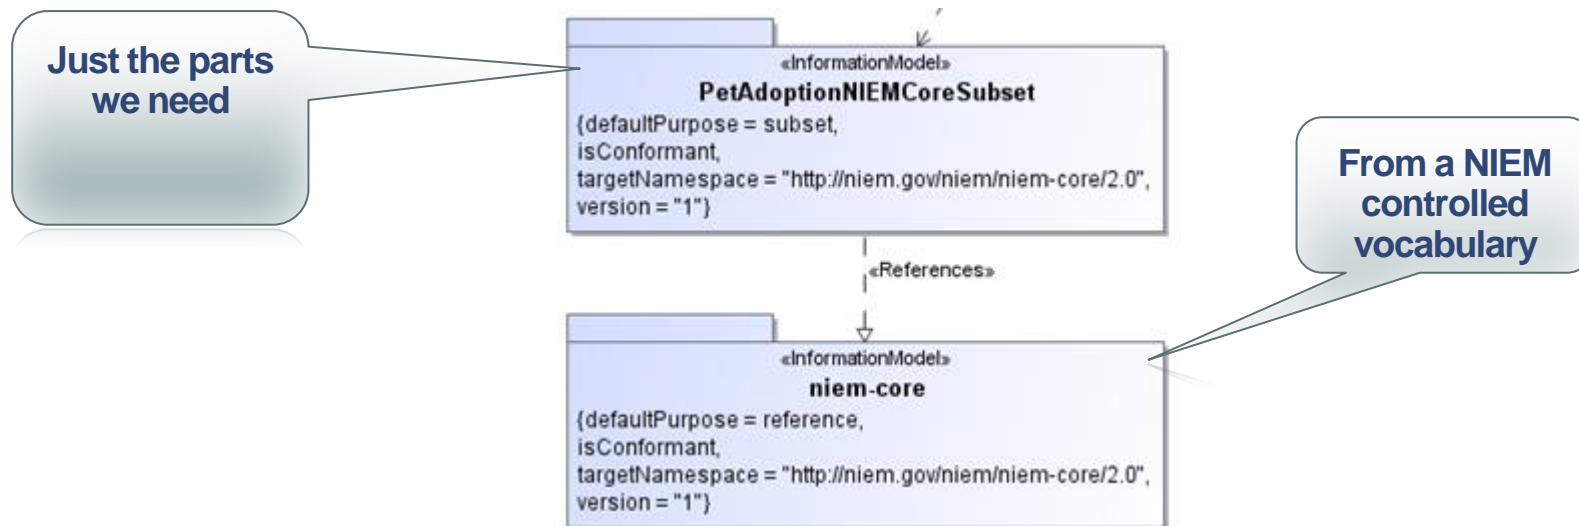 Just the parts
we need
«InformationModel»
PetAdoptionNIEMCoreSubset
{defaultPurpose = subset,
isConformant,
targetNamespace = "http://niem.gov/niem/niem-core/2.0",
version = "1"}
From a NIEM
controlled
vocabulary
«References»
«InformationModel»
niem-core
{defaultPurpose = reference,
isConformant,
targetNamespace = "http://niem.gov/niem/niem-core/2.0",
version = "1"}